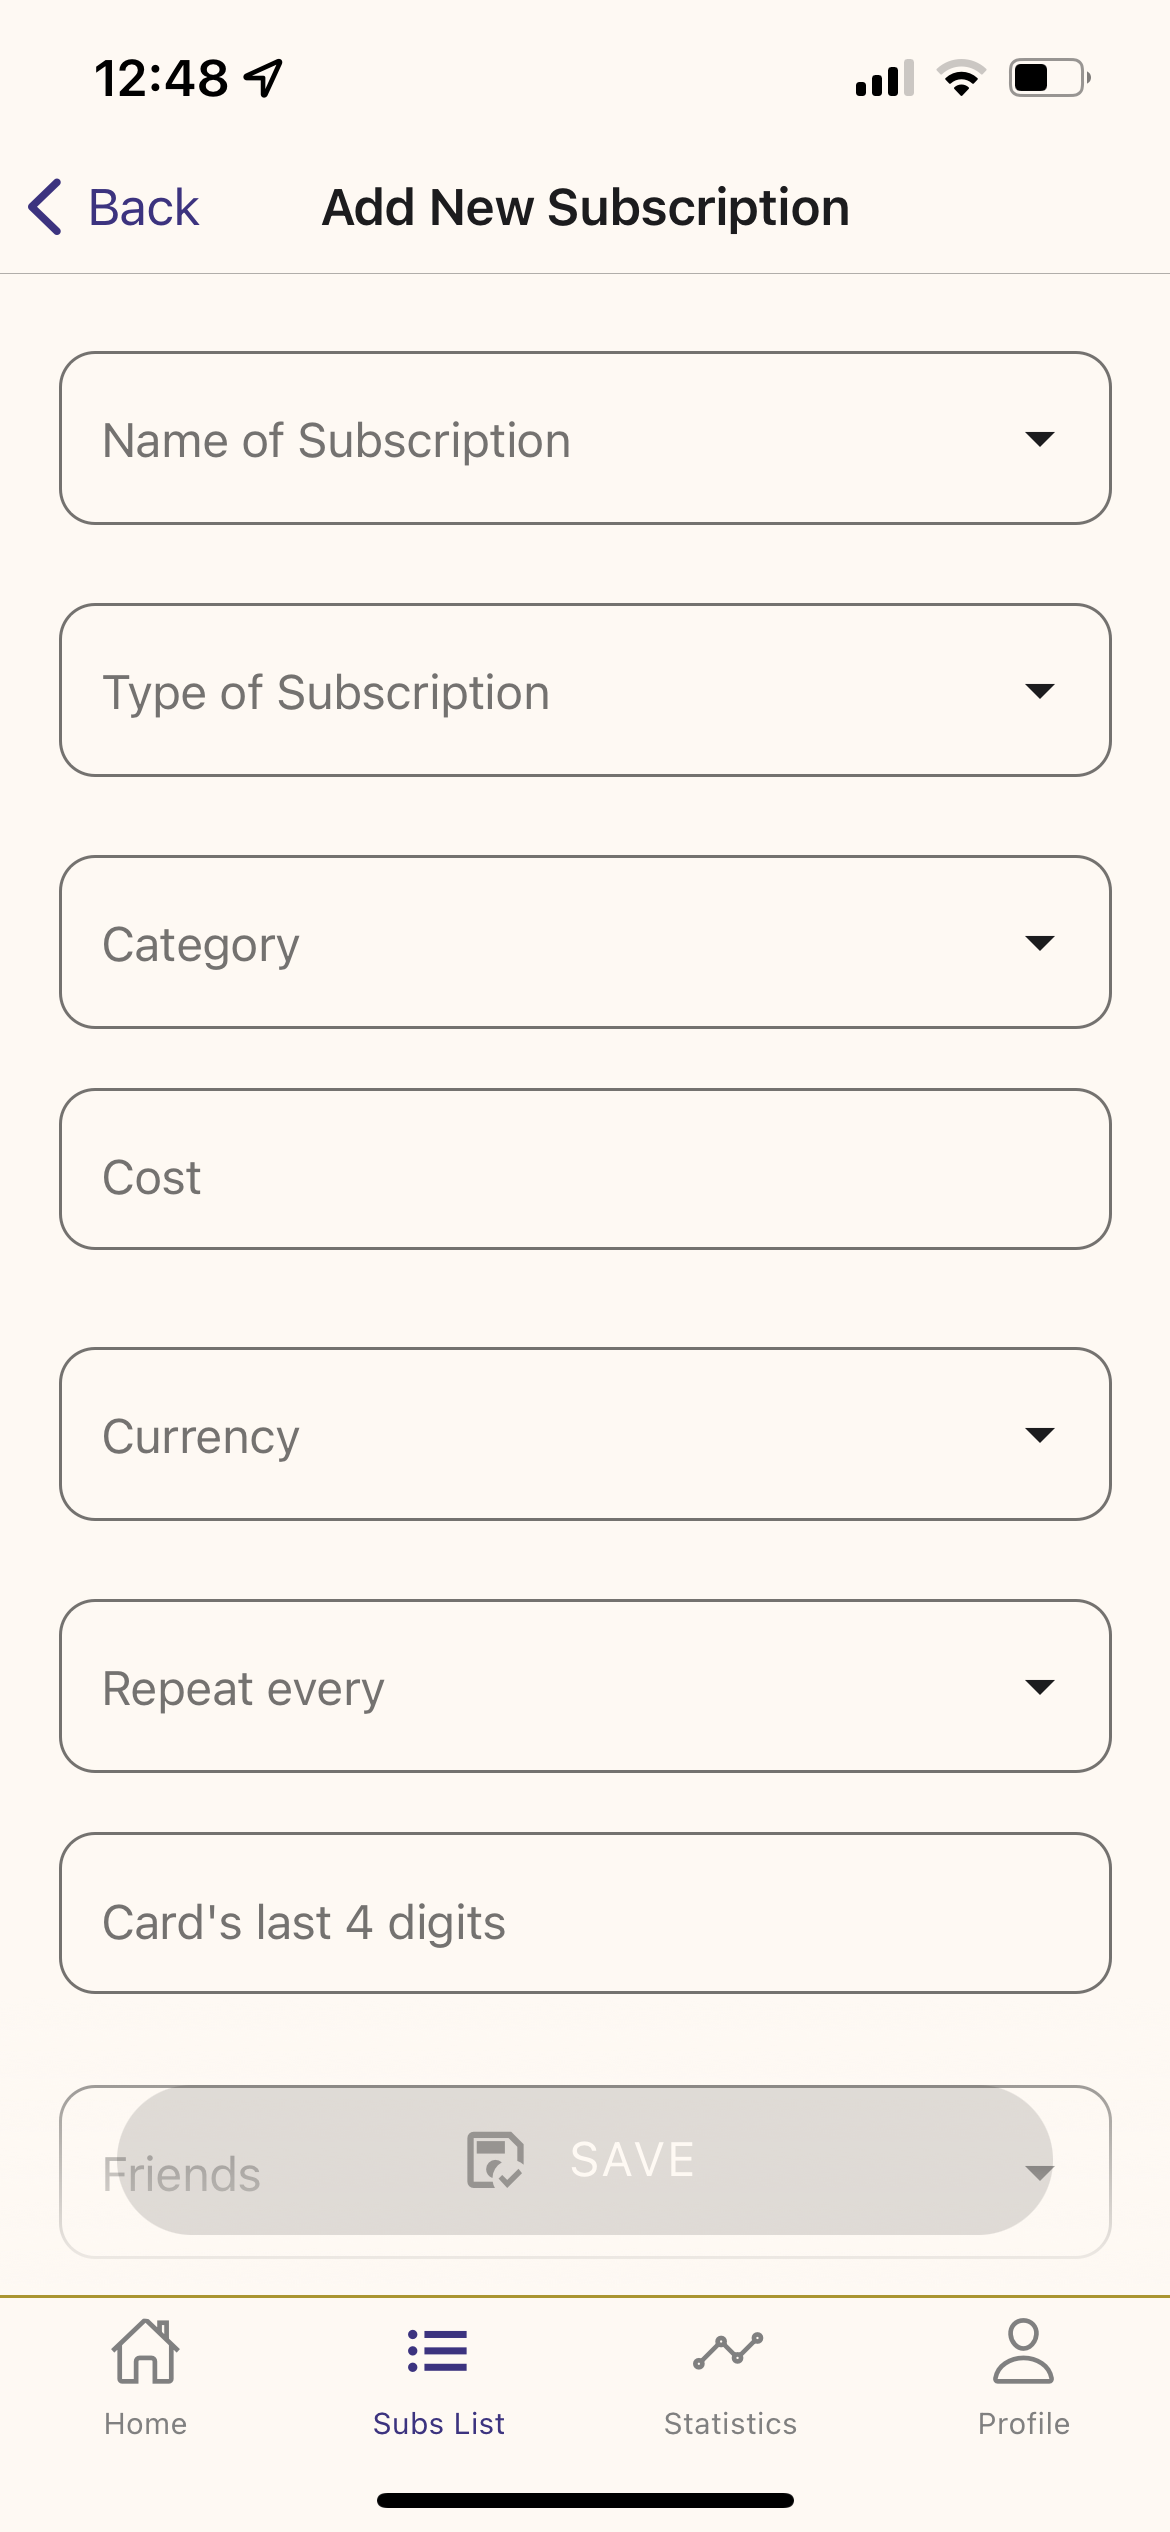 12:48
Back
Add New Subscription
Name of Subscription
Type of Subscription
Category
Cost
Currency
Repeat every
Card's last 4 digits
Friends
SAVE
Home
Subs List
Statistics
Profile